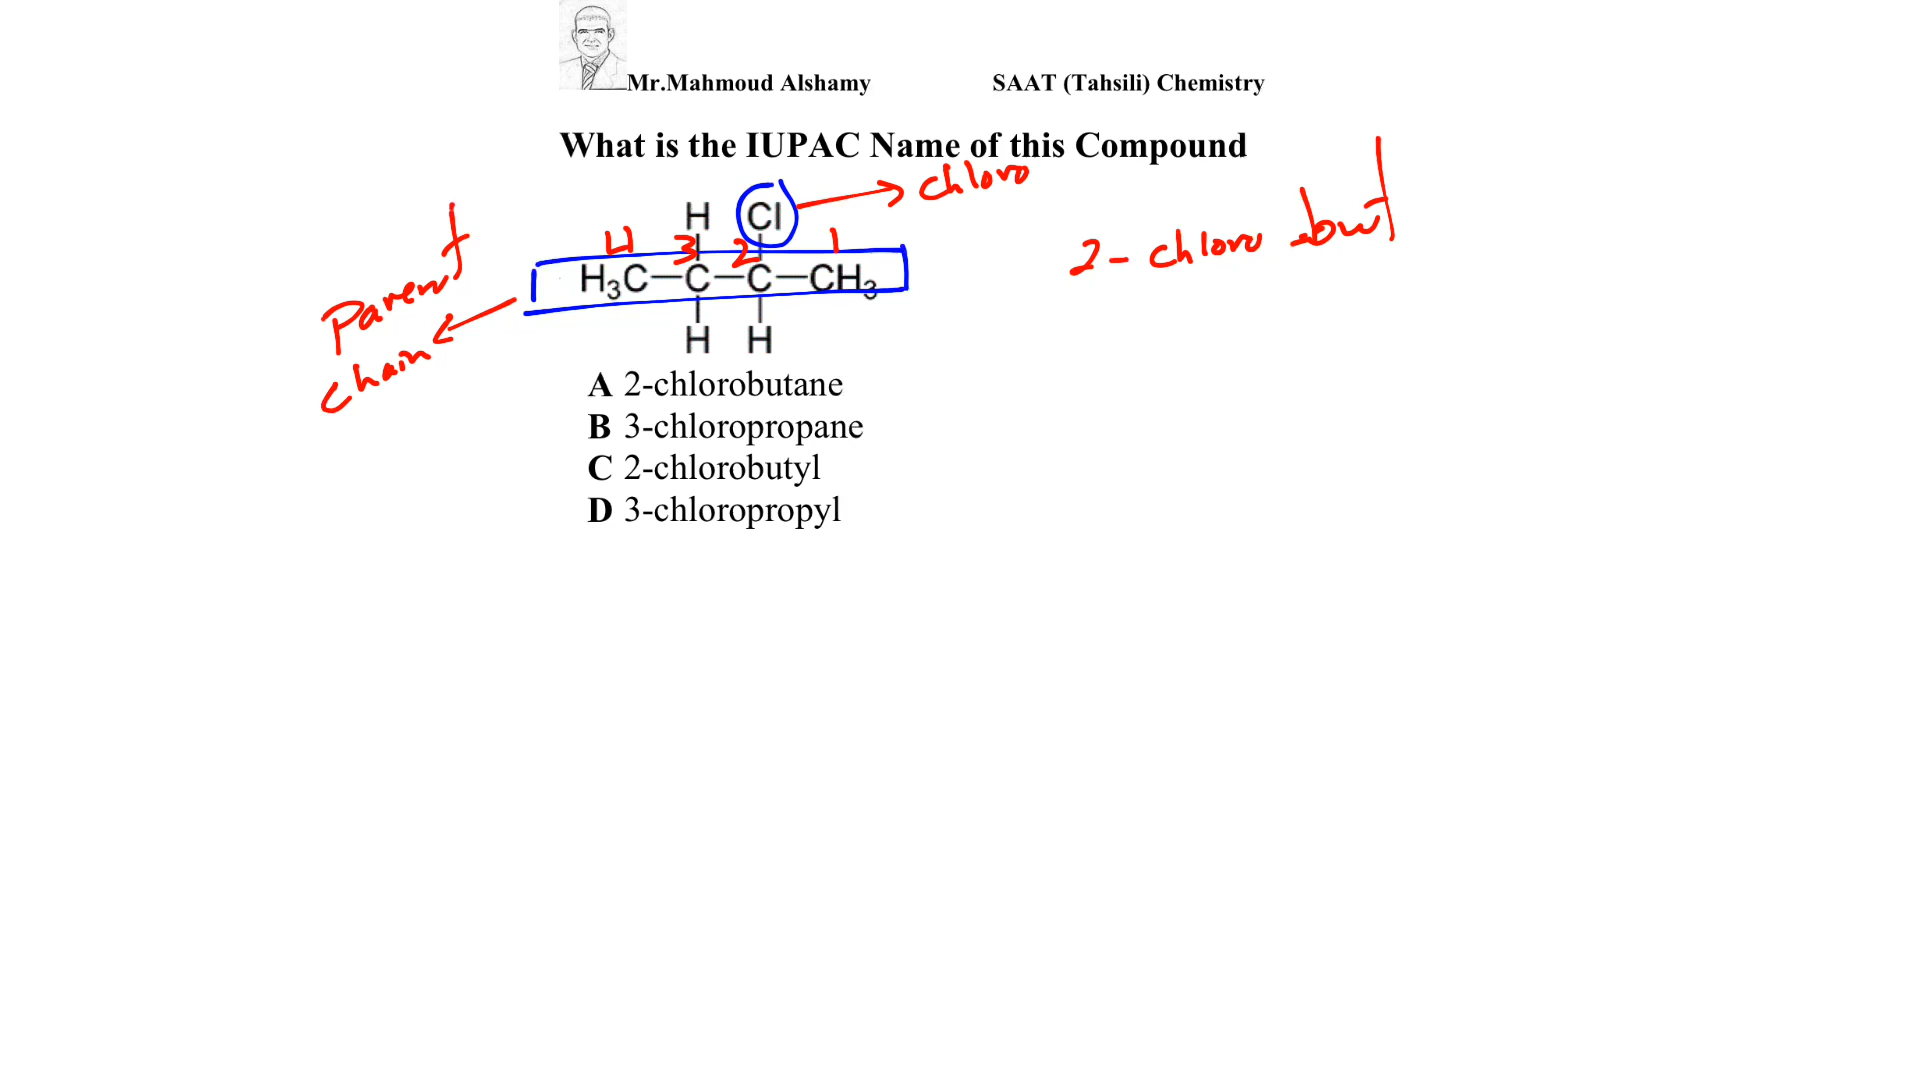 Mr.Mahmoud Alshamy SAAT (Tahsili) Chemistry
What is the IUPAC Name of this Compound
chloro
H Cl
4 3 2 1
H₃C—C—C—CH₃
H H
Parent
chain
2- chloro but
A 2-chlorobutane
B 3-chloropropane
C 2-chlorobutyl
D 3-chloropropyl